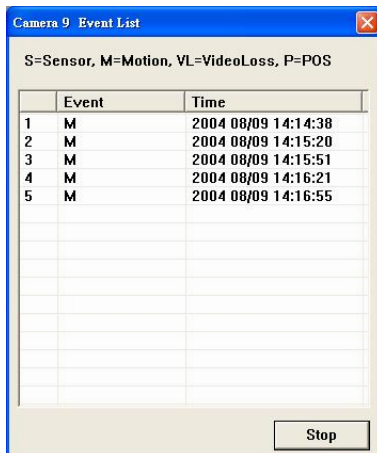 Camera 9 Event List
S=Sensor, M=Motion, VL=VideoLoss, P=POS
Event Time
1 M 2004 08/09 14:14:38
2 M 2004 08/09 14:15:20
3 M 2004 08/09 14:15:51
4 M 2004 08/09 14:16:21
5 M 2004 08/09 14:16:55
Stop